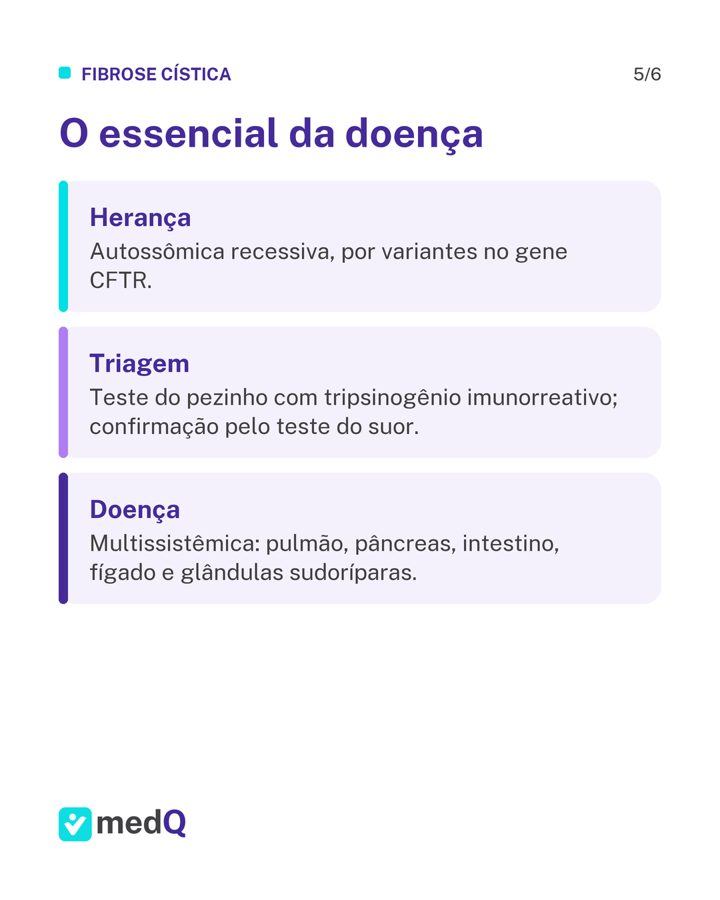 FIBROSE CÍSTICA
5/6
O essencial da doença
Herança
Autossômica recessiva, por variantes no gene
CFTR.
Triagem
Teste do pezinho com tripsinogênio imunorreativo;
confirmação pelo teste do suor.
Doença
Multissistêmica: pulmão, pâncreas, intestino,
fígado e glândulas sudoríparas.
medQ